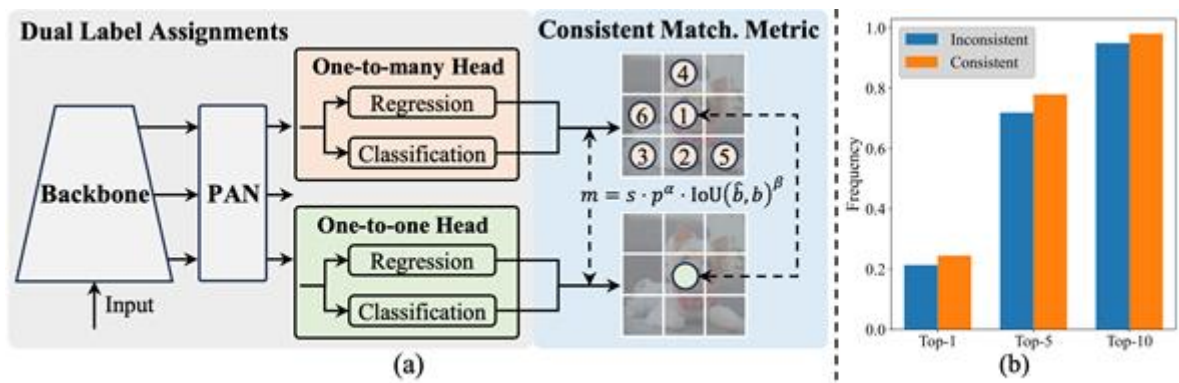 Dual Label Assignments
Consistent Match. Metric
One-to-many Head
Regression
Classification
Backbone
PAN
Input
One-to-one Head
Regression
Classification
4
6 1
3 2 5
m = s · p^α · IoU(b̂, b)^β
(a)
Inconsistent
Consistent
Frequency
1.0
0.8
0.6
0.4
0.2
0.0
Top-1 Top-5 Top-10
(b)